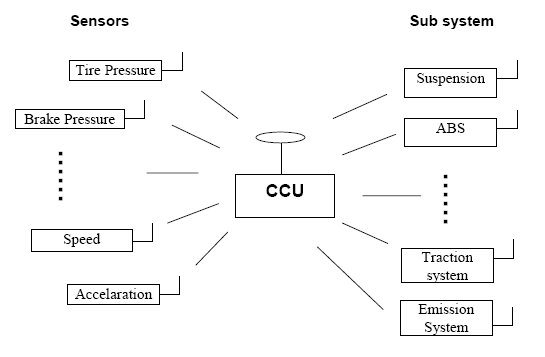 Sensors
Tire Pressure
Brake Pressure
Speed
Accelaration
CCU
Sub system
Suspension
ABS
Traction
system
Emission
System